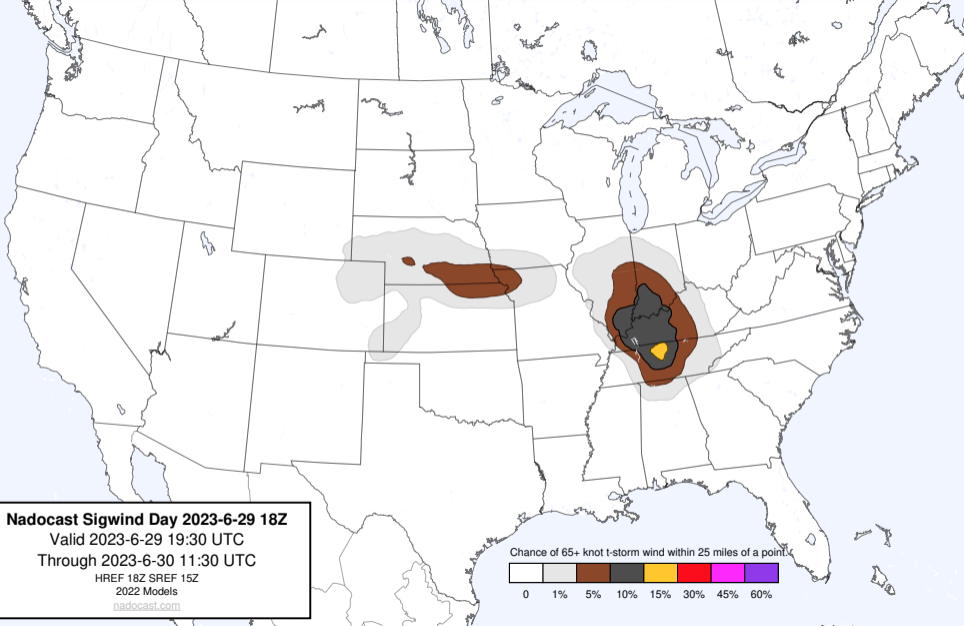 Nadocast Sigwind Day 2023-6-29 18Z
Valid 2023-6-29 19:30 UTC
Through 2023-6-30 11:30 UTC
HREF 18Z SREF 15Z
2022 Models
nadocast.com
Chance of 65+ knot t-storm wind within 25 miles of a point.
0 1% 5% 10% 15% 30% 45% 60%